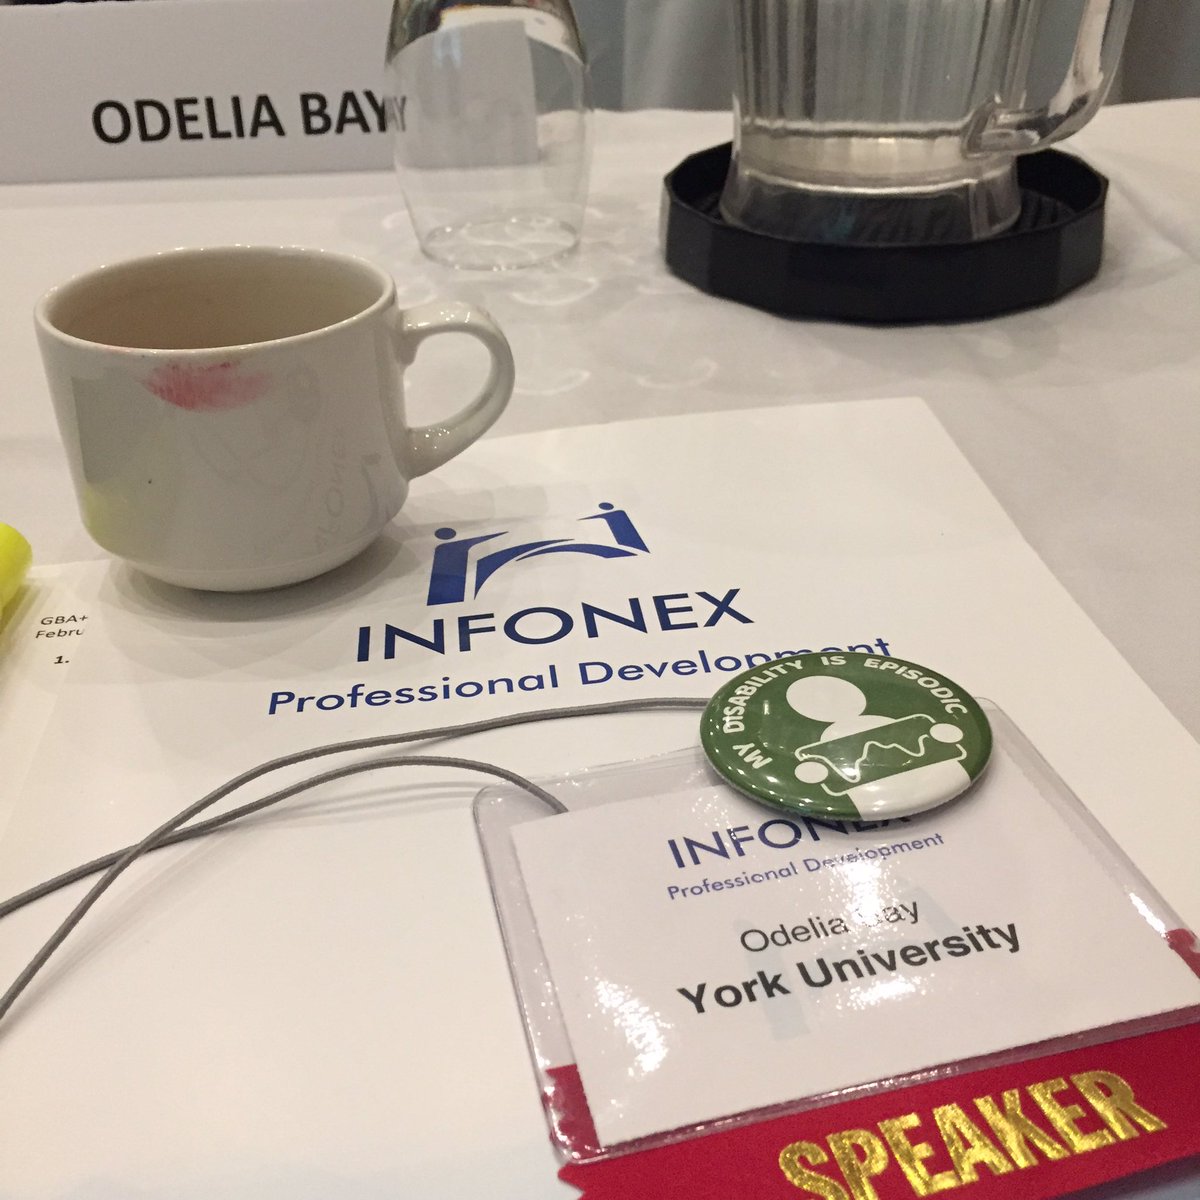 ODELIA BAY
GBA+
Febru
1.
INFONEX
Professional Development
MY DISABILITY IS EPISODIC
INFONEX
Professional Development
Odelia Bay
York University
SPEAKER